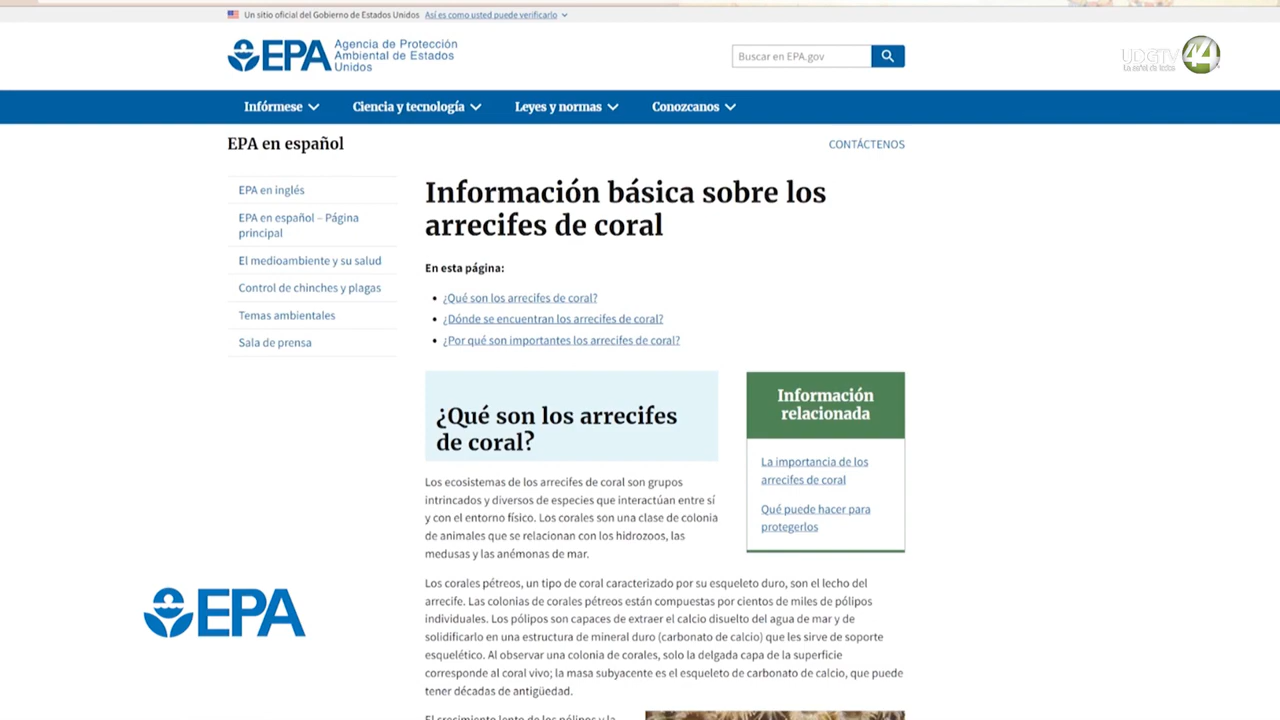 Un sitio oficial del Gobierno de Estados Unidos Así es como usted puede verificarlo
EPA Agencia de Protección
Ambiental de Estados
Unidos
Buscar en EPA.gov
UDGTV 44
La señal de todos
Infórmese Ciencia y tecnología Leyes y normas Conozcanos
EPA en español
CONTÁCTENOS
EPA en inglés
EPA en español – Página
principal
El medioambiente y su salud
Control de chinches y plagas
Temas ambientales
Sala de prensa
Información básica sobre los
arrecifes de coral
En esta página:
• ¿Qué son los arrecifes de coral?
• ¿Dónde se encuentran los arrecifes de coral?
• ¿Por qué son importantes los arrecifes de coral?
¿Qué son los arrecifes
de coral?
Información
relacionada
La importancia de los
arrecifes de coral
Qué puede hacer para
protegerlos
Los ecosistemas de los arrecifes de coral son grupos
intrincados y diversos de especies que interactúan entre sí
y con el entorno físico. Los corales son una clase de colonia
de animales que se relacionan con los hidrozoos, las
medusas y las anémonas de mar.
Los corales pétreos, un tipo de coral caracterizado por su esqueleto duro, son el lecho del
arrecife. Las colonias de corales pétreos están compuestas por cientos de miles de pólipos
individuales. Los pólipos son capaces de extraer el calcio disuelto del agua de mar y de
solidificarlo en una estructura de mineral duro (carbonato de calcio) que les sirve de soporte
esquelético. Al observar una colonia de corales, solo la delgada capa de la superficie
corresponde al coral vivo; la masa subyacente es el esqueleto de carbonato de calcio, que puede
tener décadas de antigüedad.
El crecimiento lento de los pólipos y la
EPA